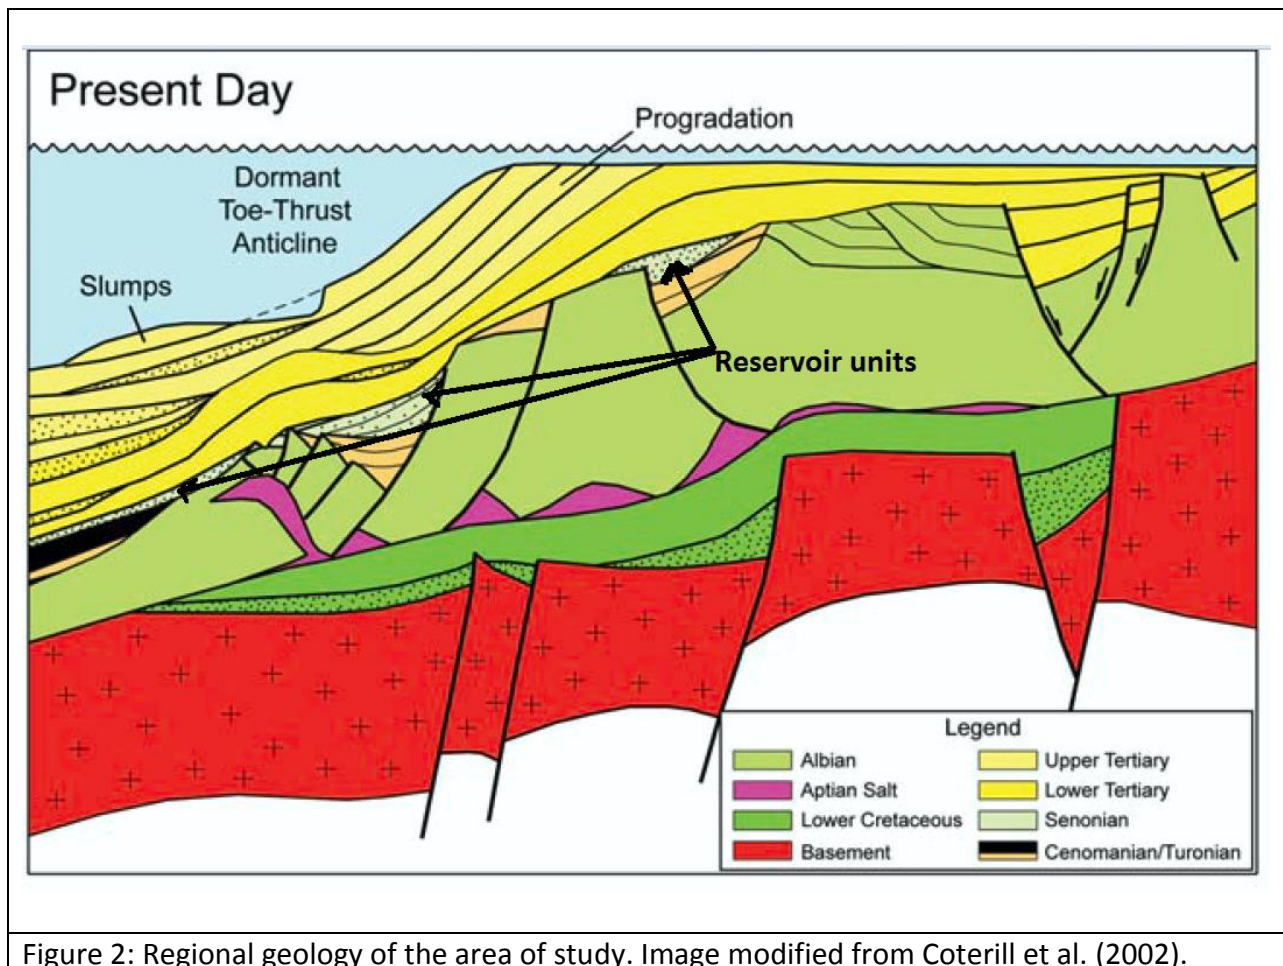 Present Day
Progradation
Dormant
Toe-Thrust
Anticline
Slumps
Reservoir units
Legend
Albian
Upper Tertiary
Aptian Salt
Lower Tertiary
Lower Cretaceous
Senonian
Basement
Cenomanian/Turonian
Figure 2: Regional geology of the area of study. Image modified from Coterill et al. (2002).